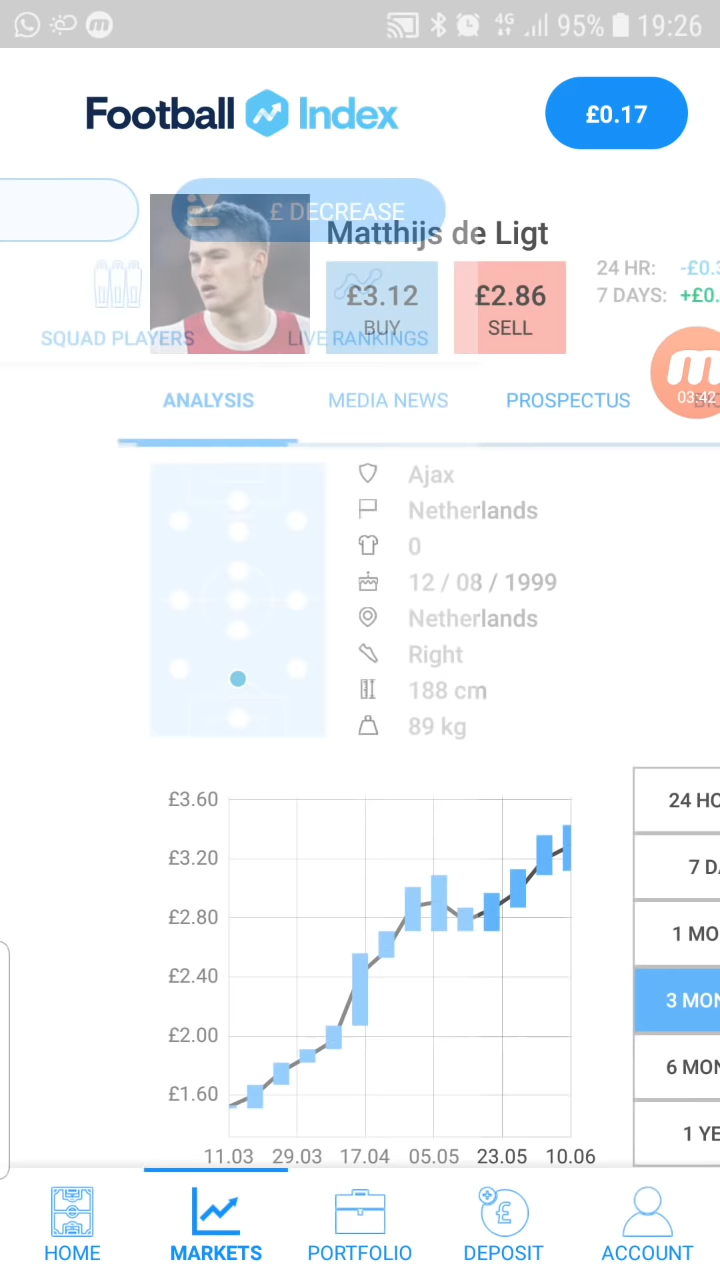 4G 95% 19:26
Football Index
£0.17
£ DECREASE
Matthijs de Ligt
£3.12
BUY
£2.86
SELL
24 HR: -£0.
7 DAYS: +£0.
SQUAD PLAYERS
LIVE RANKINGS
m
03:42
ANALYSIS
MEDIA NEWS
PROSPECTUS
Ajax
Netherlands
0
12 / 08 / 1999
Netherlands
Right
188 cm
89 kg
£3.60
£3.20
£2.80
£2.40
£2.00
£1.60
11.03 29.03 17.04 05.05 23.05 10.06
24 HO
7 D
1 MO
3 MON
6 MON
1 YE
HOME
MARKETS
PORTFOLIO
DEPOSIT
ACCOUNT